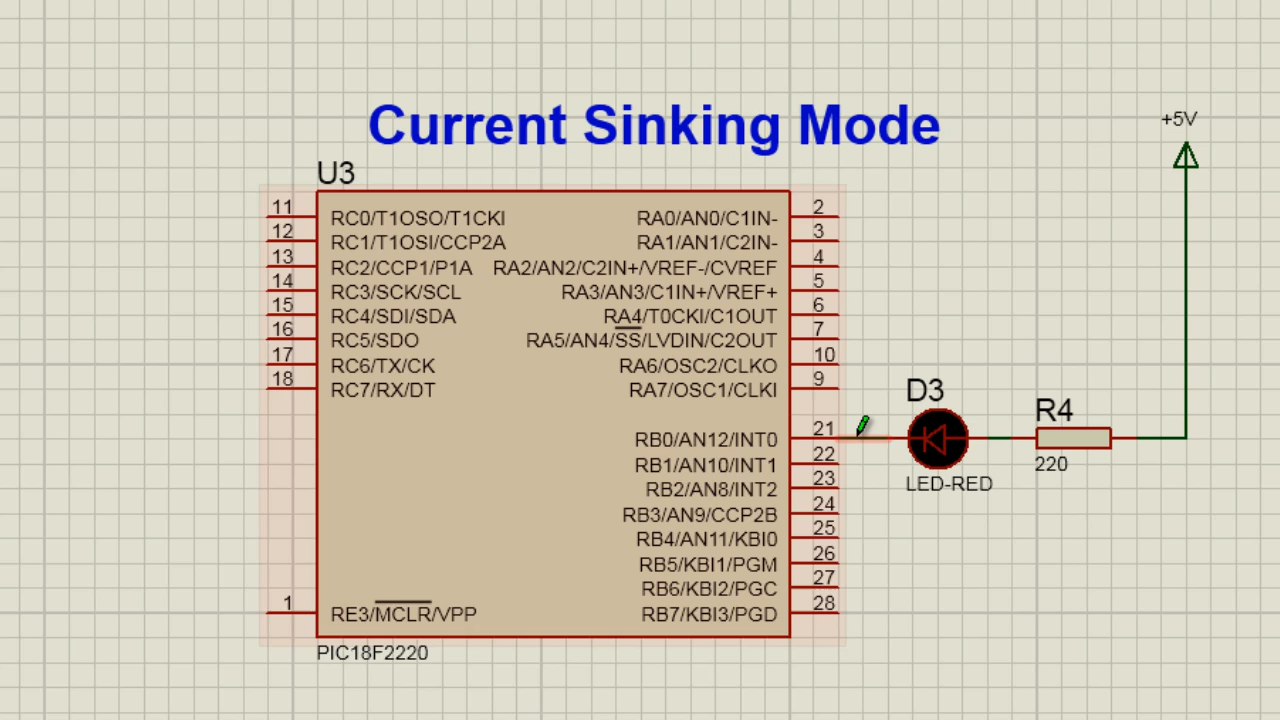 Current Sinking Mode
+5V
U3
11 RC0/T1OSO/T1CKI RA0/AN0/C1IN- 2
12 RC1/T1OSI/CCP2A RA1/AN1/C2IN- 3
13 RC2/CCP1/P1A RA2/AN2/C2IN+/VREF-/CVREF 4
14 RC3/SCK/SCL RA3/AN3/C1IN+/VREF+ 5
15 RC4/SDI/SDA RA4/T0CKI/C1OUT 6
16 RC5/SDO RA5/AN4/SS/LVDIN/C2OUT 7
17 RC6/TX/CK RA6/OSC2/CLKO 10
18 RC7/RX/DT RA7/OSC1/CLKI 9
D3
R4
RB0/AN12/INT0 21
220
RB1/AN10/INT1 22
LED-RED
RB2/AN8/INT2 23
RB3/AN9/CCP2B 24
RB4/AN11/KBI0 25
RB5/KBI1/PGM 26
RB6/KBI2/PGC 27
1 RE3/MCLR/VPP RB7/KBI3/PGD 28
PIC18F2220